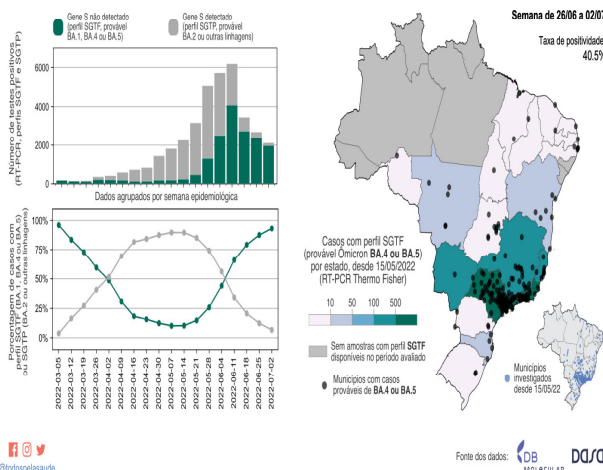 Gene S não detectado
(perfil SGTF, provável
BA.1, BA.4 ou BA.5)
Gene S detectado
(perfil SGTP, provável
BA.2 ou outras linhagens)
Número de testes positivos
(RT-PCR, perfis SGTF e SGTP)
6000
4000
2000
0
Dados agrupados por semana epidemiológica
Porcentagem de casos com
perfil SGTF (BA.1, BA.4 ou BA.5)
ou SGTP (BA.2 ou outras linhagens)
100%
75%
50%
25%
0%
2022-03-05
2022-03-12
2022-03-19
2022-03-26
2022-04-02
2022-04-09
2022-04-16
2022-04-23
2022-04-30
2022-05-07
2022-05-14
2022-05-21
2022-05-28
2022-06-04
2022-06-11
2022-06-18
2022-06-25
2022-07-02
Semana de 26/06 a 02/07
Taxa de positividade
40.5%
Casos com perfil SGTF
(provável Ômicron BA.4 ou BA.5)
por estado, desde 15/05/2022
(RT-PCR Thermo Fisher)
10 50 100 500
Sem amostras com perfil SGTF
disponíveis no período avaliado
Municípios com casos
prováveis de BA.4 ou BA.5
Municípios
investigados
desde 15/05/22
@todospelasaude
Fonte dos dados:
DB
MOLECULAR
DASA